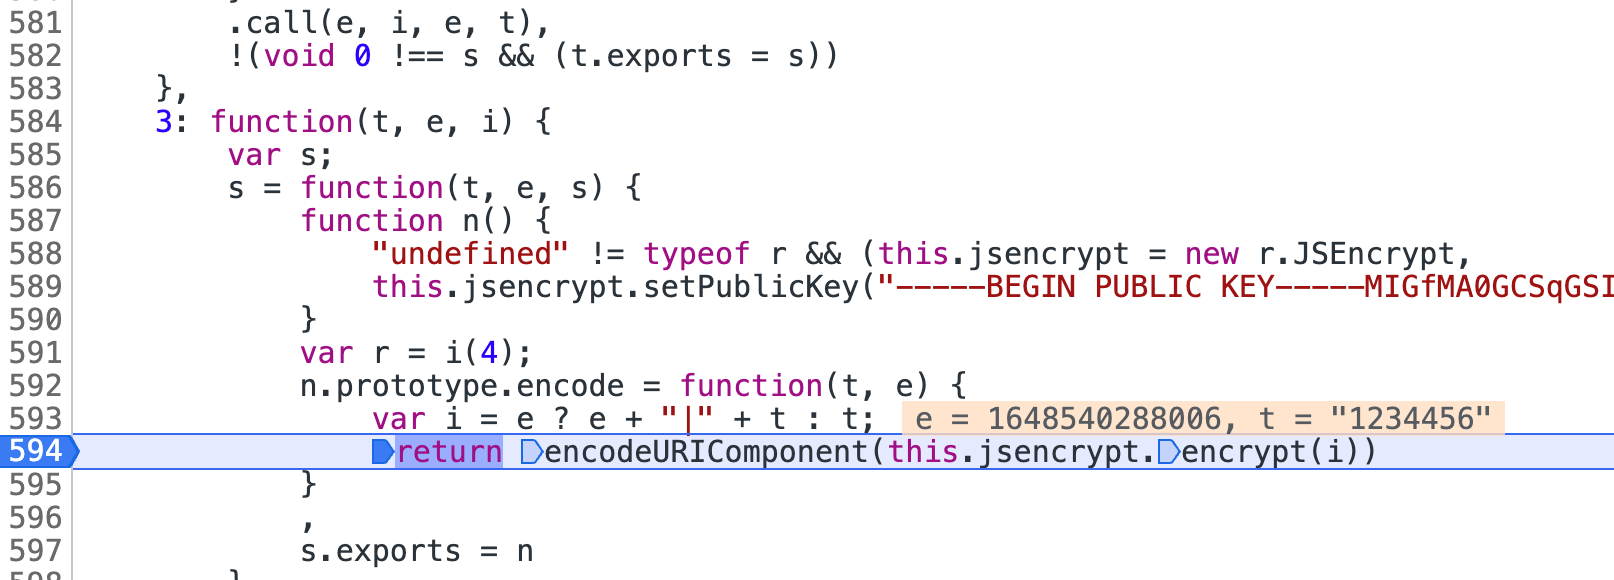 581 .call(e, i, e, t),
582 !(void 0 !== s && (t.exports = s))
583 },
584 3: function(t, e, i) {
585 var s;
586 s = function(t, e, s) {
587 function n() {
588 "undefined" != typeof r && (this.jsencrypt = new r.JSEncrypt,
589 this.jsencrypt.setPublicKey("-----BEGIN PUBLIC KEY-----MIGfMA0GCSqGSI
590 }
591 var r = i(4);
592 n.prototype.encode = function(t, e) {
593 var i = e ? e + "|" + t : t; e = 1648540288006, t = "1234456"
594 return encodeURIComponent(this.jsencrypt.encrypt(i))
595 }
596 ,
597 s.exports = n
598 }